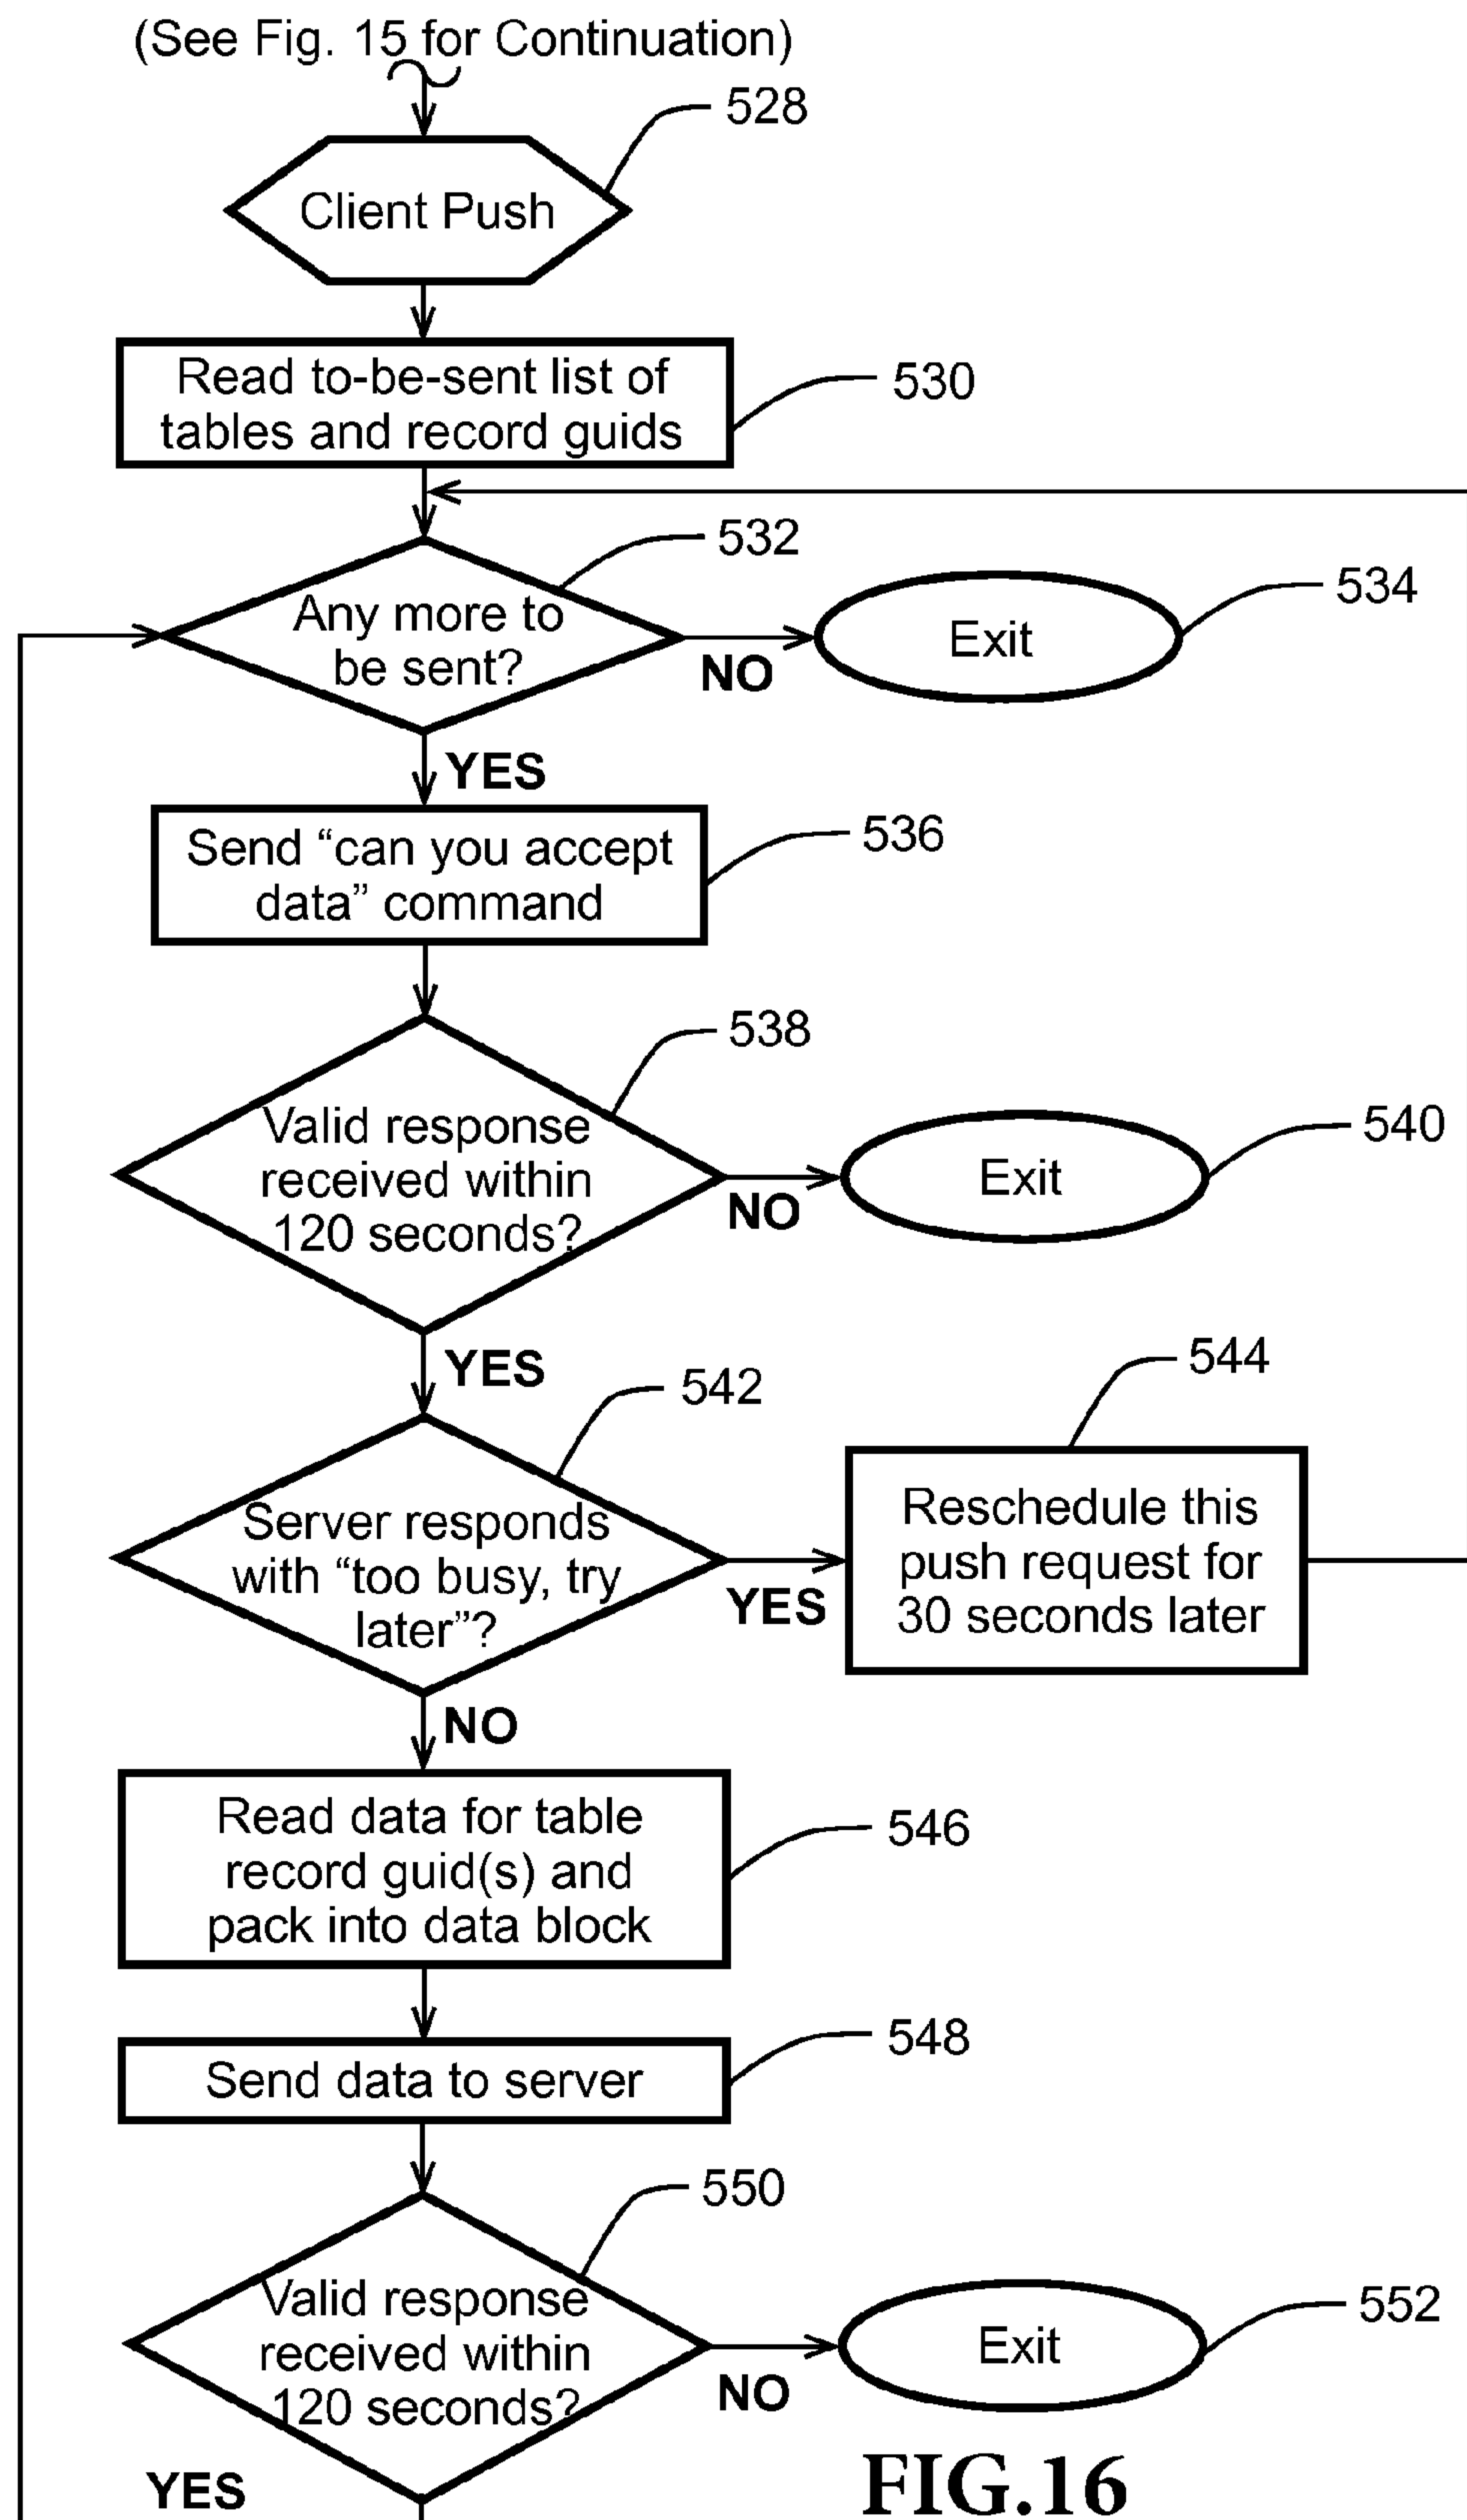 (See Fig. 15 for Continuation)
528
Client Push
Read to-be-sent list of
tables and record guids
530
532
Any more to
be sent?
NO
Exit
534
YES
Send “can you accept
data” command
536
538
Valid response
received within
120 seconds?
NO
Exit
540
YES
542
544
Server responds
with “too busy, try
later”?
YES
Reschedule this
push request for
30 seconds later
NO
Read data for table
record guid(s) and
pack into data block
546
Send data to server
548
550
Valid response
received within
120 seconds?
NO
Exit
552
YES
FIG.16